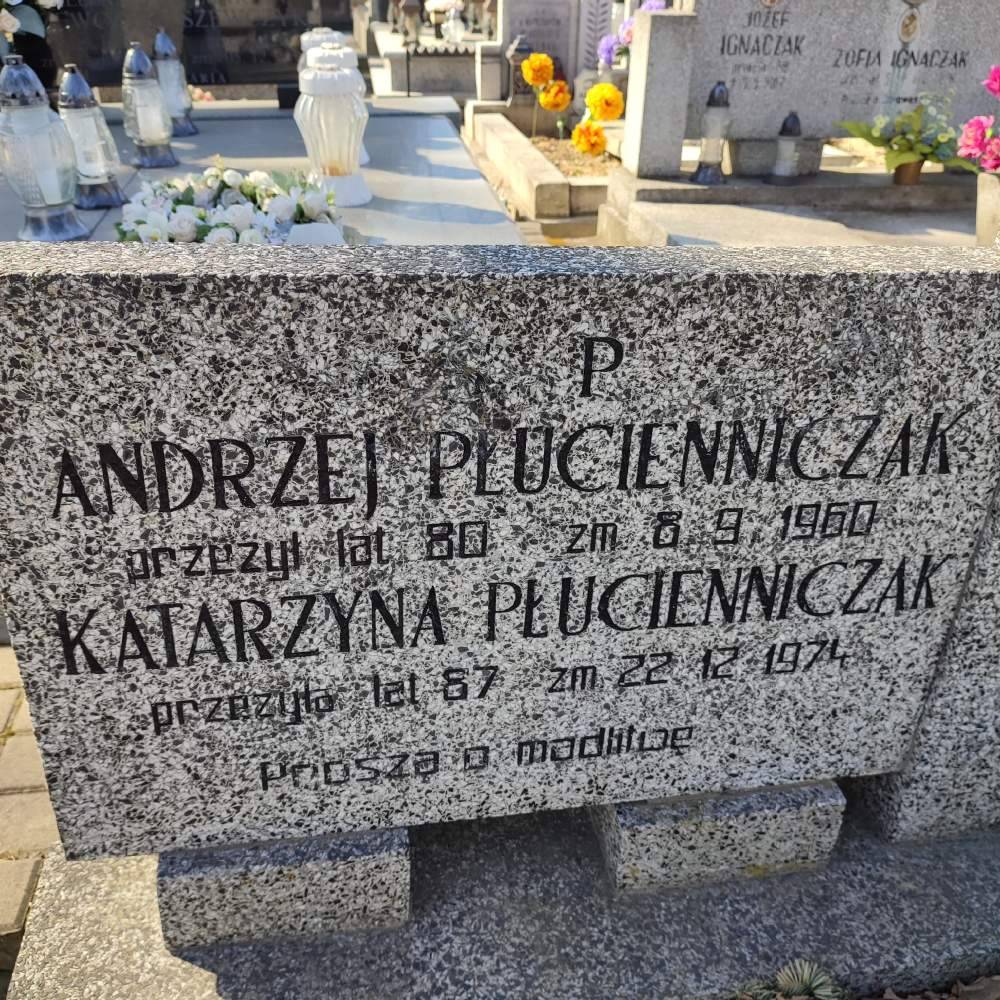 JOŹEF
IGNACZAK
ZOFIA IGNACZAK
P
ANDRZEJ PŁUCIENNICZAK
przeżył lat 80 zm 8. 9. 1960
KATARZYNA PŁUCIENNICZAK
przeżyła lat 87 zm 22 12 1974
Proszą o modlitwę